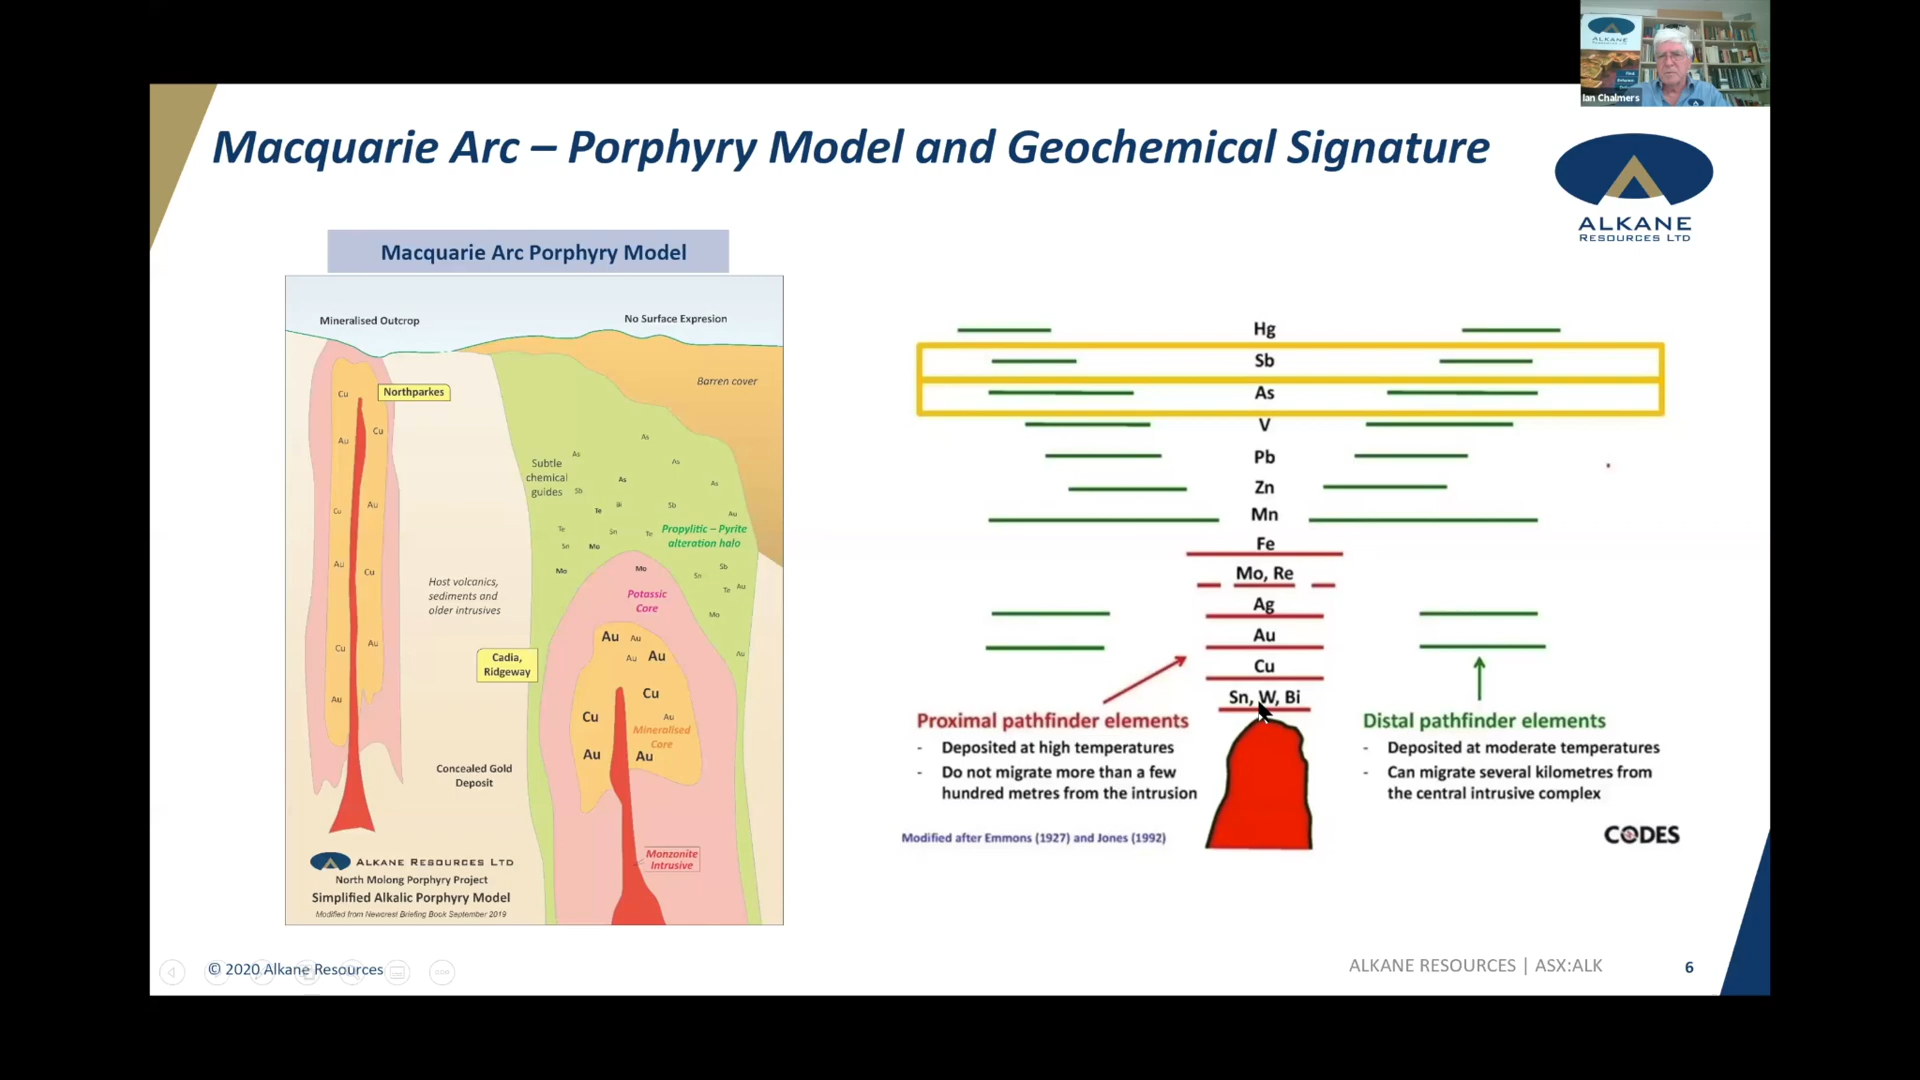 ALKANE
Ian Chalmers
Macquarie Arc – Porphyry Model and Geochemical Signature
ALKANE
RESOURCES LTD
Macquarie Arc Porphyry Model
Mineralised Outcrop
No Surface Expresion
Barren cover
Cu
Northparkes
Cu
Au
As
As
As
Subtle
chemical
guides
As
As
Sb
Au
Cu
Te
Bi
Sb
Au
Te
Sn
Te
Propylitic – Pyrite
alteration halo
Sn
Mo
Au
Cu
Mo
Mo
Sn
Sb
Te
Au
Host volcanics,
sediments and
older intrusives
Potassic
Core
Mo
Cu
Au
Au
Au
Au
Au
Au
Cadia,
Ridgeway
Au
Cu
Cu
Au
Mineralised
Core
Au
Au
Concealed Gold
Deposit
Monzonite
Intrusive
ALKANE RESOURCES LTD
North Molong Porphyry Project
Simplified Alkalic Porphyry Model
Modified from Newcrest Briefing Book September 2019
Hg
Sb
As
V
Pb
Zn
Mn
Fe
Mo, Re
Ag
Au
Cu
Sn, W, Bi
Proximal pathfinder elements
- Deposited at high temperatures
- Do not migrate more than a few
hundred metres from the intrusion
Distal pathfinder elements
- Deposited at moderate temperatures
- Can migrate several kilometres from
the central intrusive complex
Modified after Emmons (1927) and Jones (1992)
CODES
© 2020 Alkane Resources
ALKANE RESOURCES | ASX:ALK
6